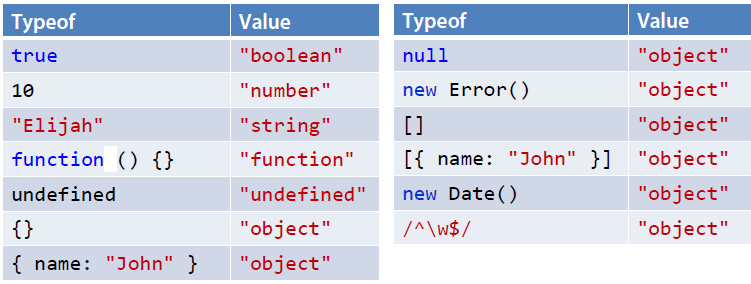 Typeof Value
true "boolean"
10 "number"
"Elijah" "string"
function () {} "function"
undefined "undefined"
{} "object"
{ name: "John" } "object"
Typeof Value
null "object"
new Error() "object"
[] "object"
[{ name: "John" }] "object"
new Date() "object"
/^\w$/ "object"